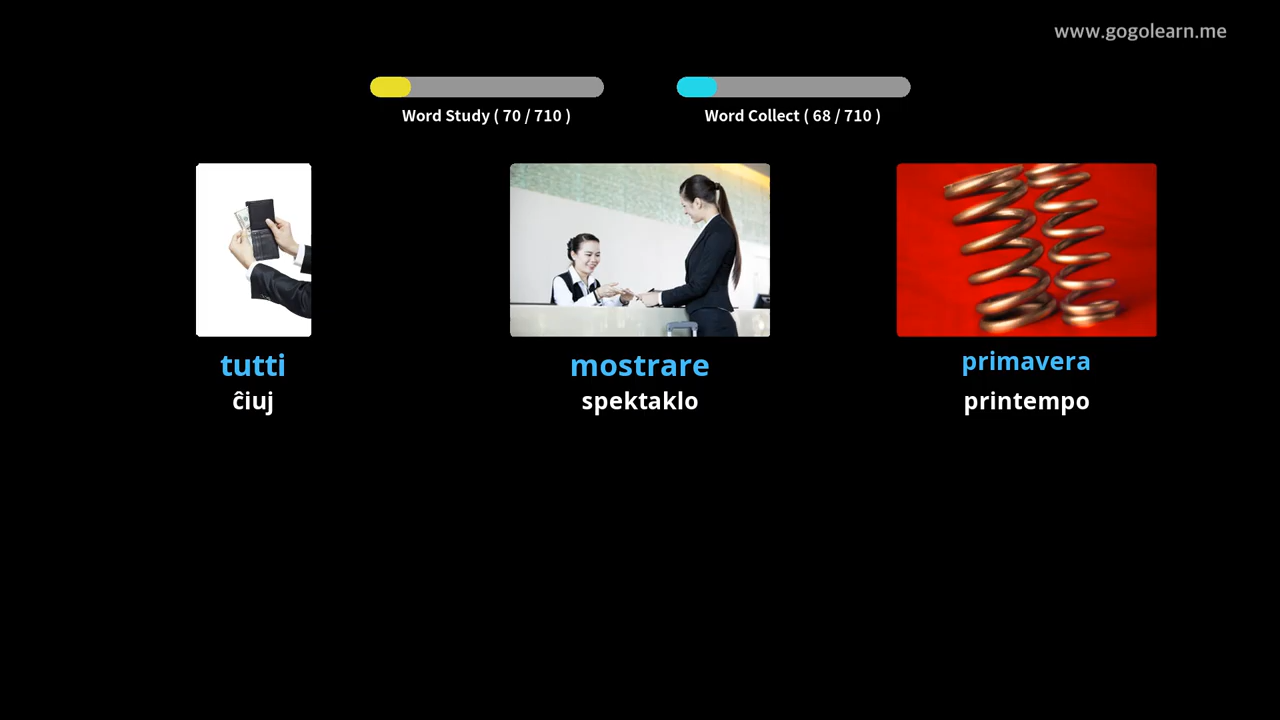 www.gogolearn.me
Word Study ( 70 / 710 )
Word Collect ( 68 / 710 )
tutti
ĉiuj
mostrare
spektaklo
primavera
printempo